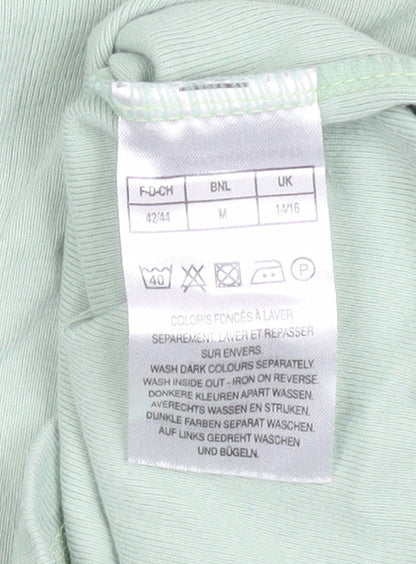 F-D-CH BNL UK
42/44 M 14/16
40 P
COLORIS FONCÉS À LAVER
SÉPAREMENT, LAVER ET REPASSER
SUR ENVERS.
WASH DARK COLOURS SEPARATELY.
WASH INSIDE OUT - IRON ON REVERSE.
DONKERE KLEUREN APART WASSEN.
AVERECHTS WASSEN EN STRIJKEN.
DUNKLE FARBEN SEPARAT WASCHEN.
AUF LINKS GEDREHT WASCHEN
UND BÜGELN.